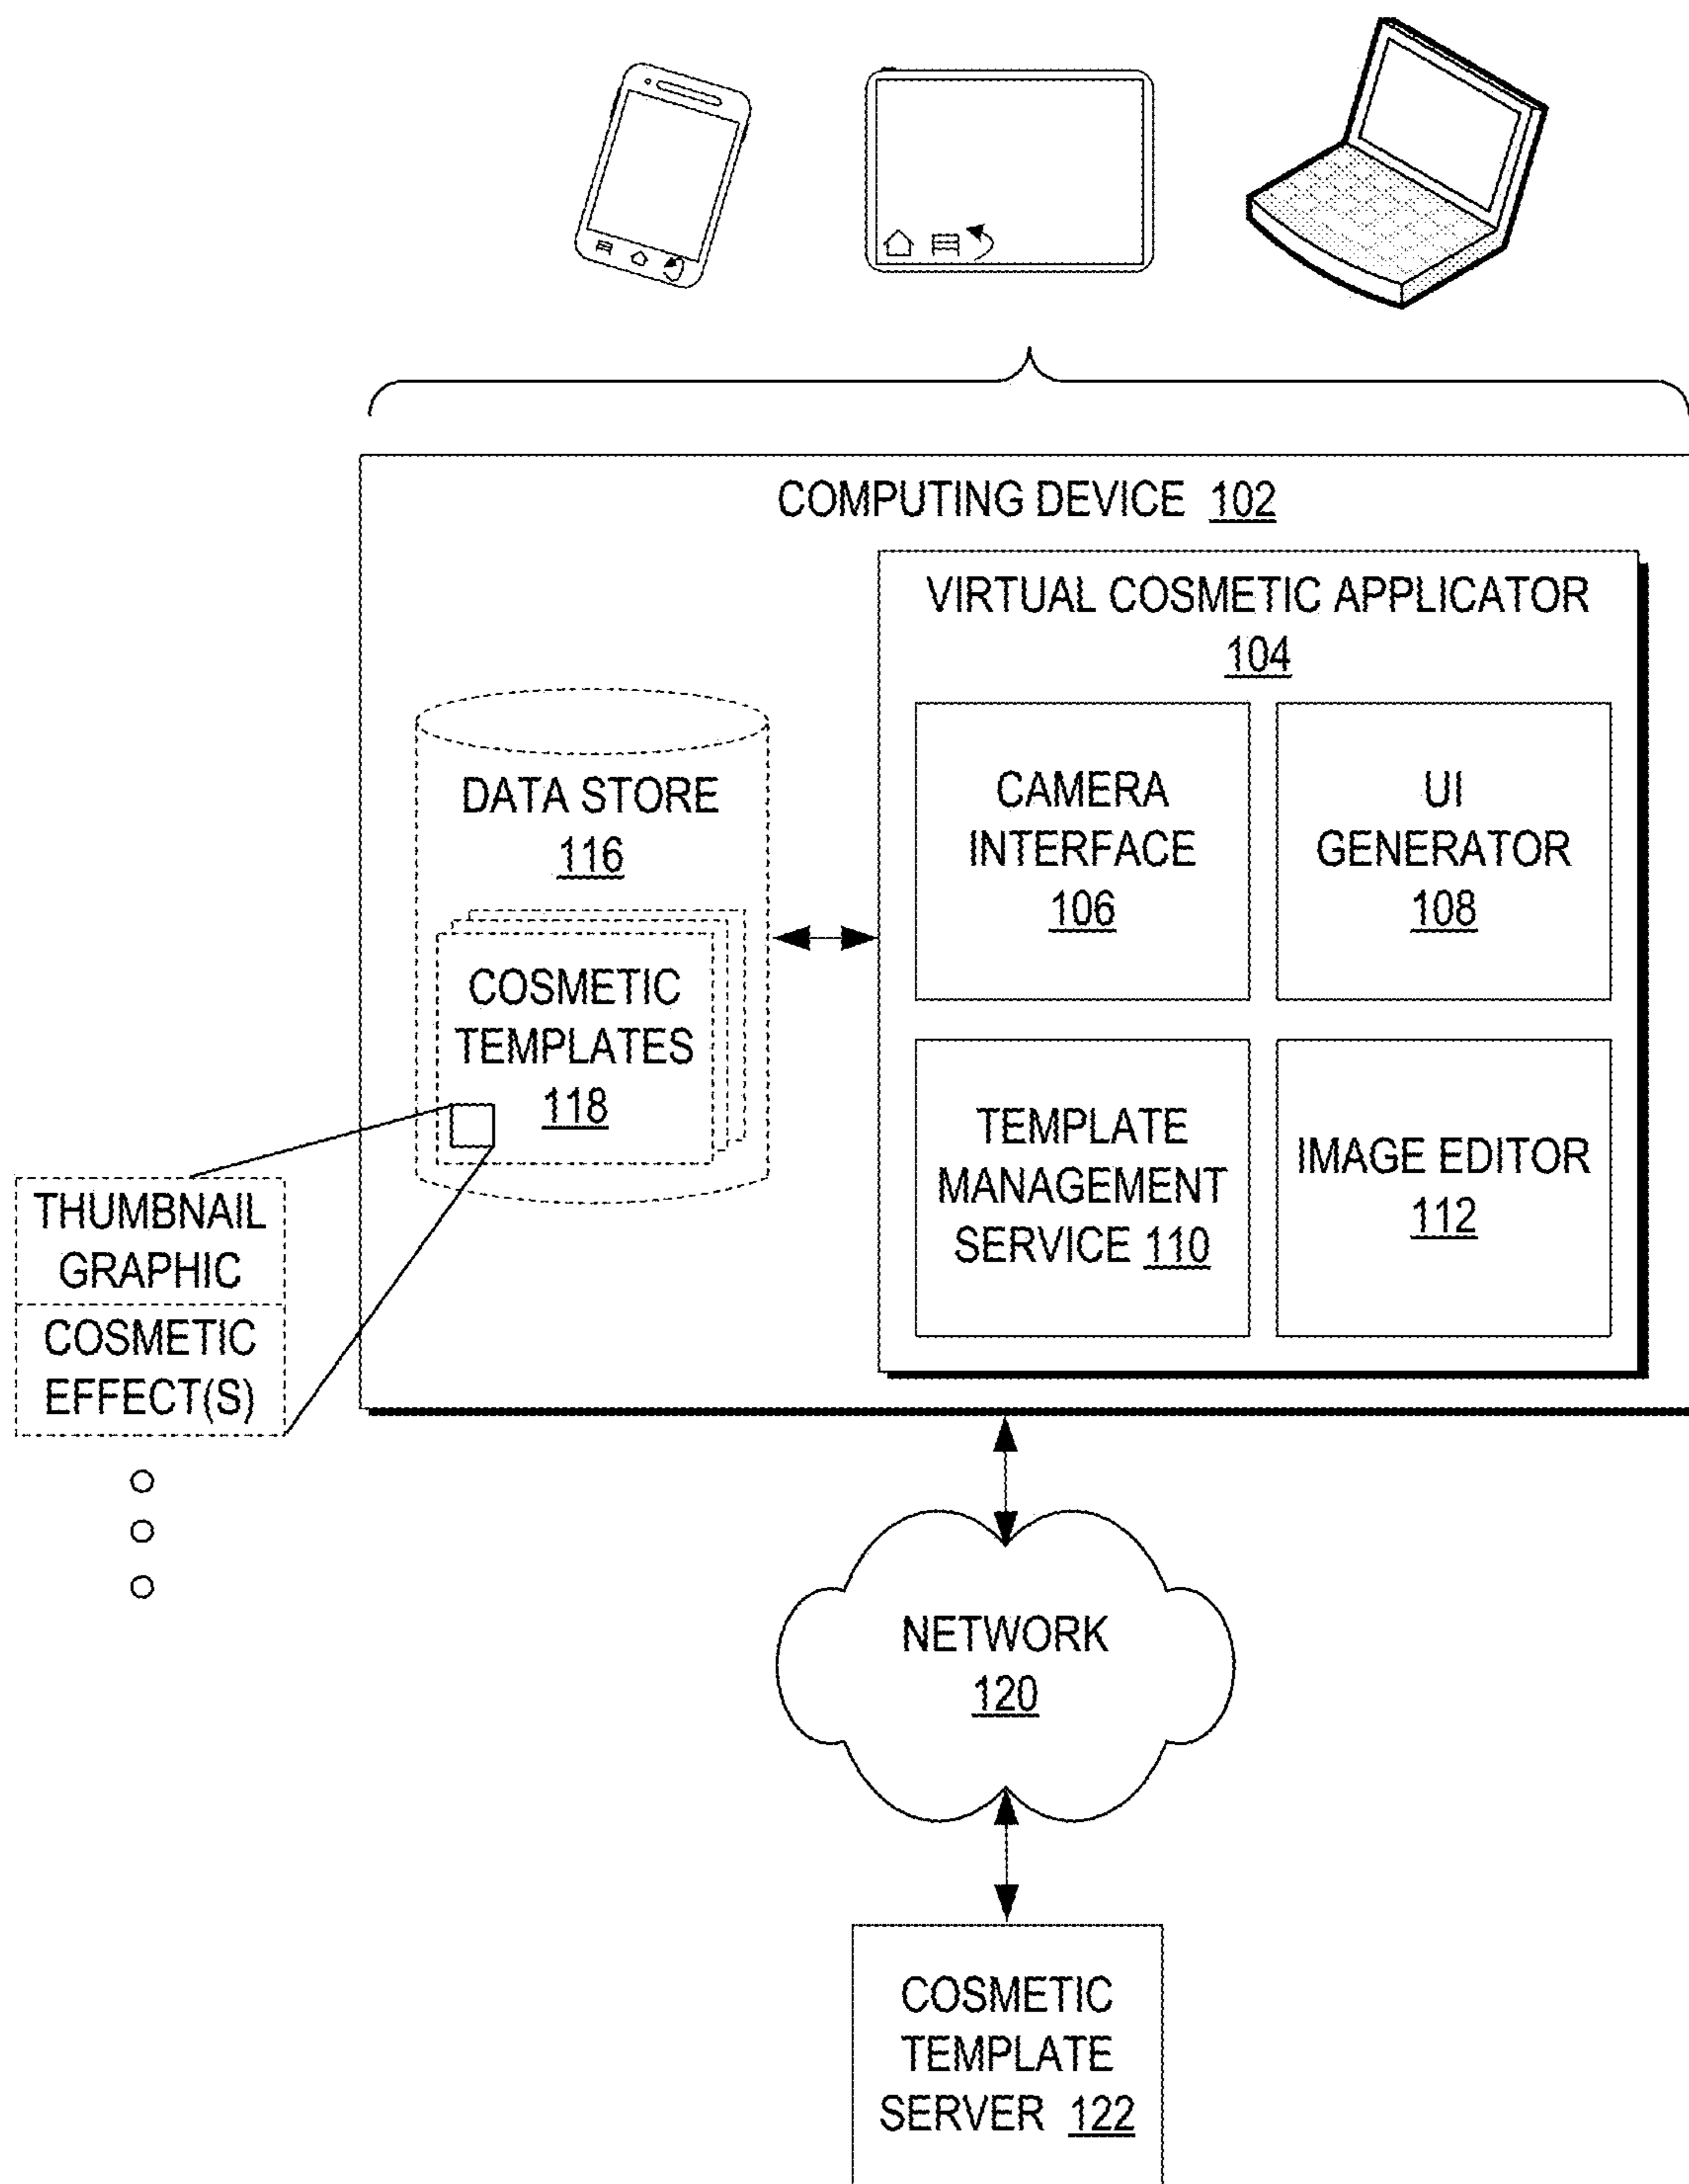 COMPUTING DEVICE 102
VIRTUAL COSMETIC APPLICATOR
104
DATA STORE
116
COSMETIC
TEMPLATES
118
CAMERA
INTERFACE
106
UI
GENERATOR
108
TEMPLATE
MANAGEMENT
SERVICE 110
IMAGE EDITOR
112
THUMBNAIL
GRAPHIC
COSMETIC
EFFECT(S)
NETWORK
120
COSMETIC
TEMPLATE
SERVER 122